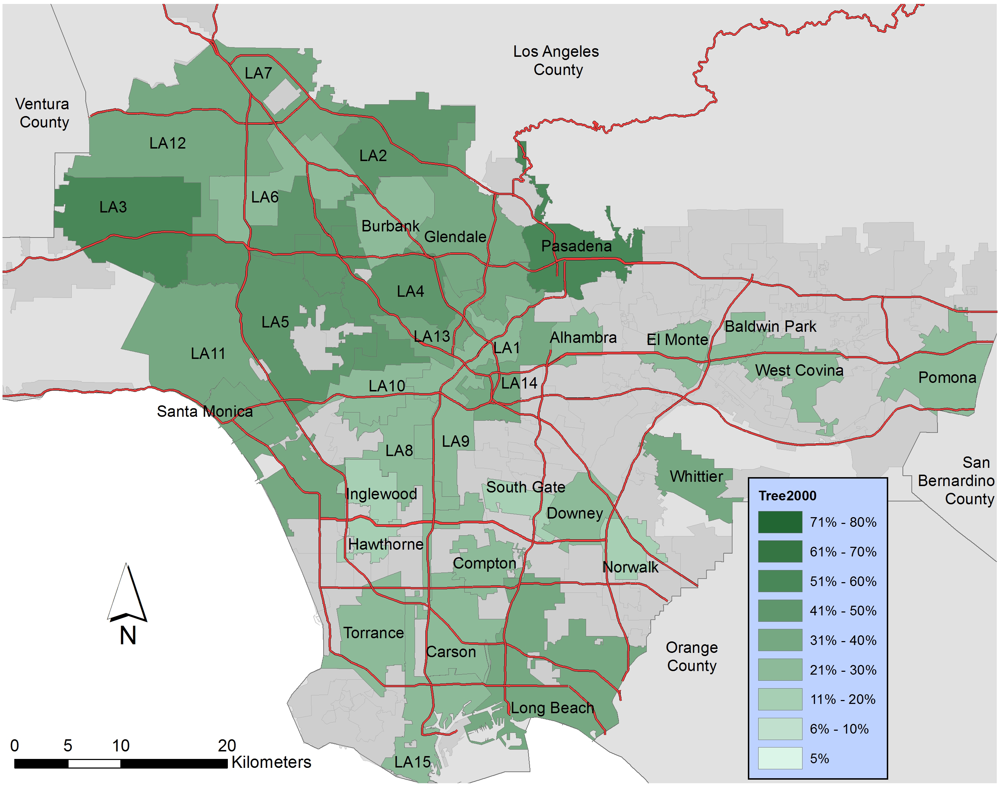 Los Angeles
County
LA7
Ventura
County
LA12
LA2
LA3
LA6
Burbank
Glendale
Pasadena
LA4
LA5
LA13
LA11
LA1
Alhambra
El Monte
Baldwin Park
West Covina
Pomona
LA10
LA14
Santa Monica
LA8
LA9
Whittier
San
Bernardino
County
Inglewood
South Gate
Downey
Hawthorne
Compton
Norwalk
Torrance
Carson
Orange
County
Long Beach
LA15
N
0 5 10 20
Kilometers
Tree2000
71% - 80%
61% - 70%
51% - 60%
41% - 50%
31% - 40%
21% - 30%
11% - 20%
6% - 10%
5%